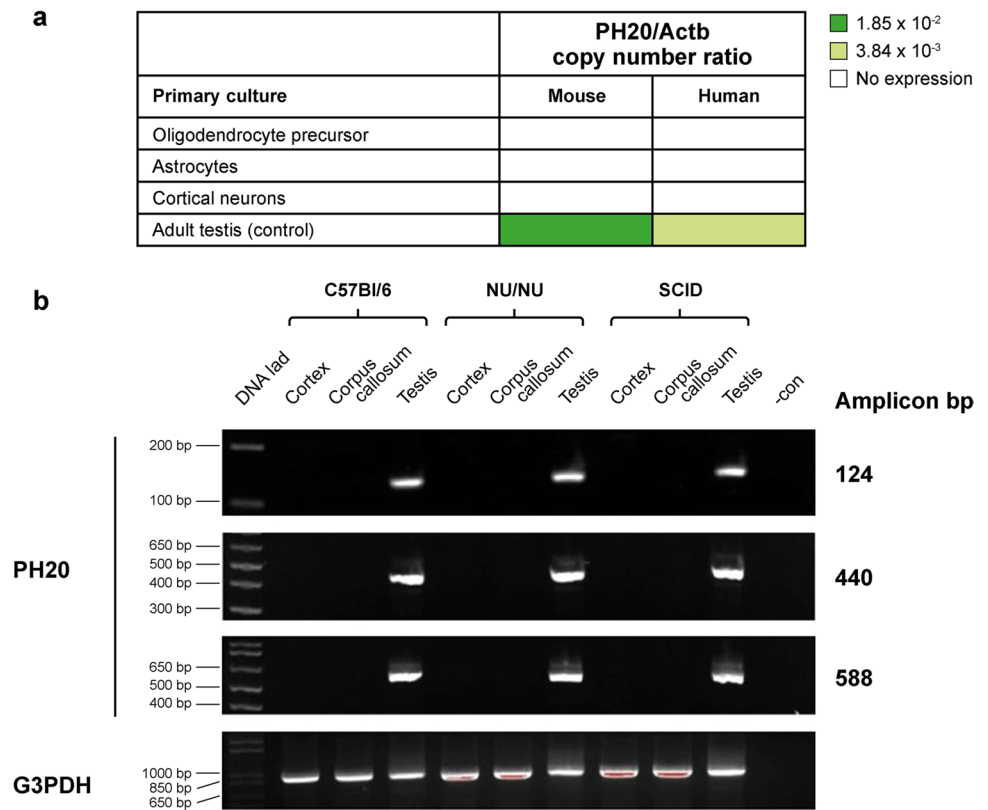 a
PH20/Actb
copy number ratio
Primary culture
Mouse
Human
Oligodendrocyte precursor
Astrocytes
Cortical neurons
Adult testis (control)
1.85 x 10⁻²
3.84 x 10⁻³
No expression
b
C57Bl/6
NU/NU
SCID
DNA lad
Cortex
Corpus
callosum
Testis
Cortex
Corpus
callosum
Testis
Cortex
Corpus
callosum
Testis
-con
Amplicon bp
PH20
200 bp
100 bp
124
650 bp
500 bp
400 bp
300 bp
440
650 bp
500 bp
400 bp
588
G3PDH
1000 bp
850 bp
650 bp